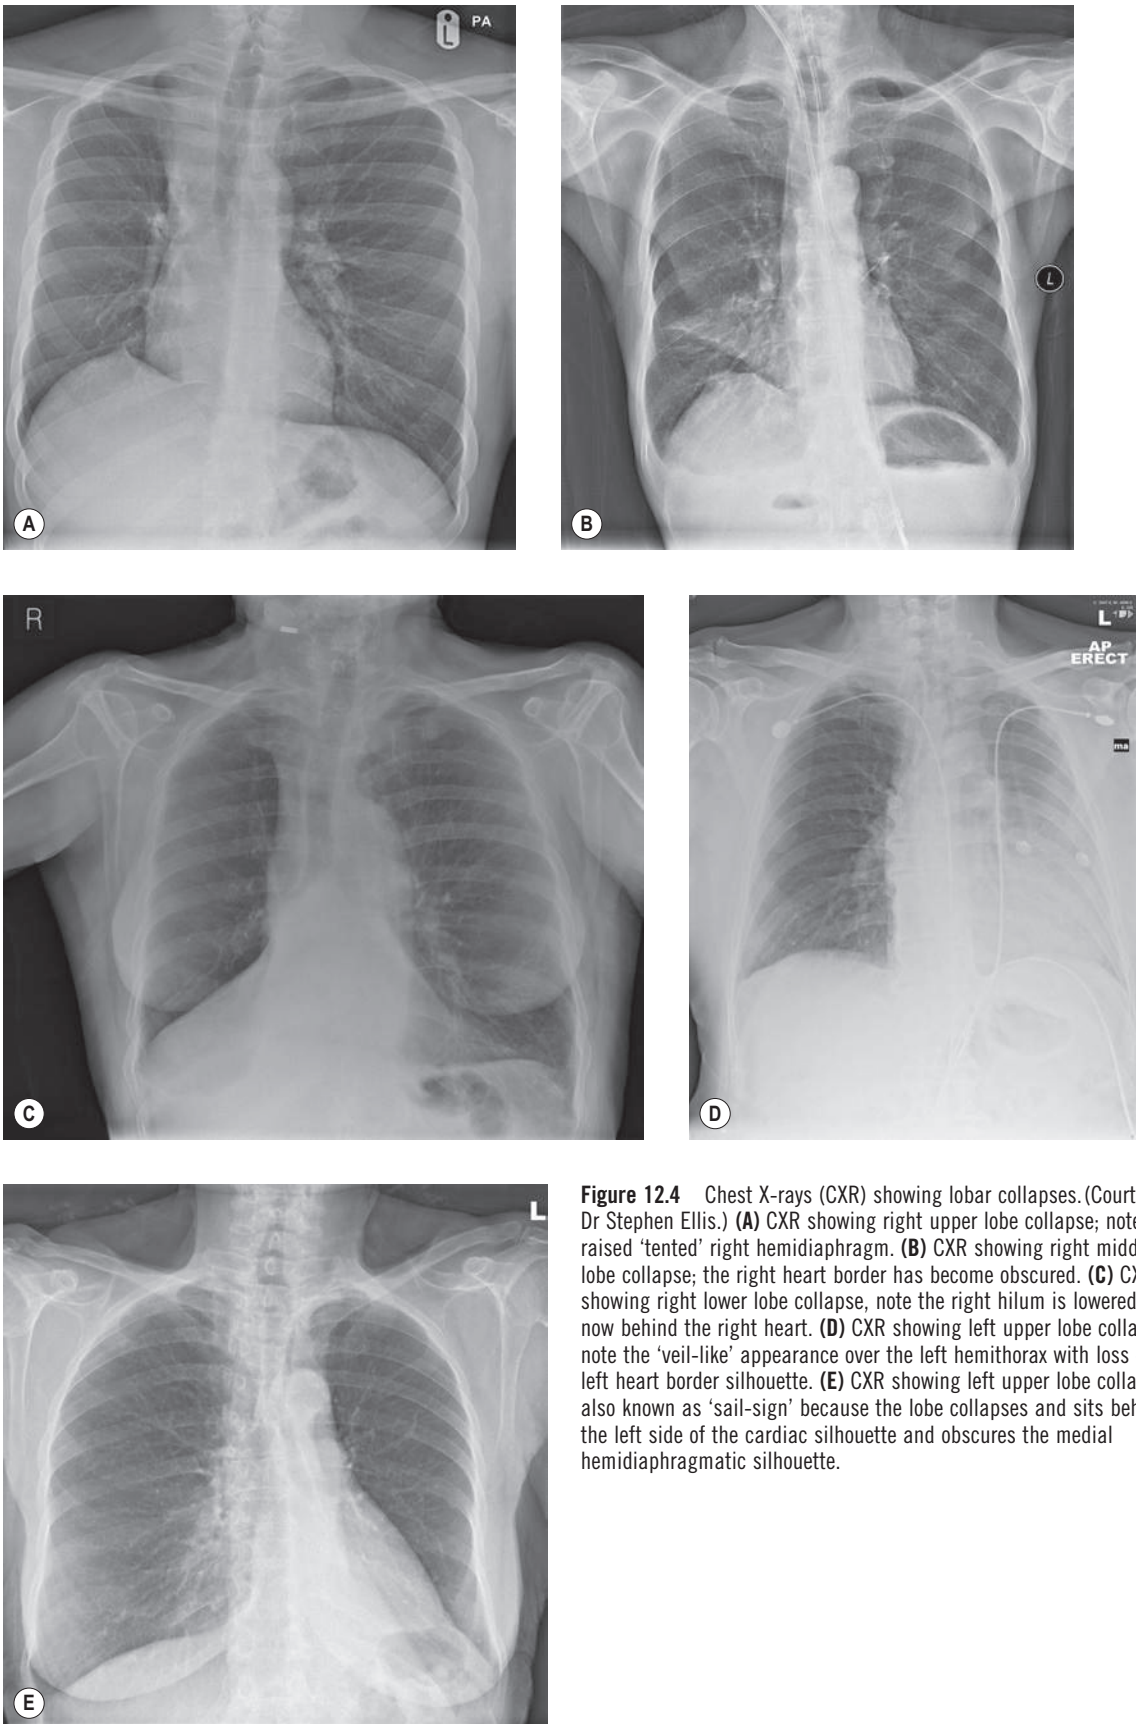 PA
L
A
L
B
R
C
L
AP
ERECT
ma
D
L
E
Figure 12.4 Chest X-rays (CXR) showing lobar collapses.(Court
Dr Stephen Ellis.) (A) CXR showing right upper lobe collapse; note
raised ‘tented’ right hemidiaphragm. (B) CXR showing right midd
lobe collapse; the right heart border has become obscured. (C) CX
showing right lower lobe collapse, note the right hilum is lowered
now behind the right heart. (D) CXR showing left upper lobe colla
note the ‘veil-like’ appearance over the left hemithorax with loss
left heart border silhouette. (E) CXR showing left upper lobe colla
also known as ‘sail-sign’ because the lobe collapses and sits beh
the left side of the cardiac silhouette and obscures the medial
hemidiaphragmatic silhouette.